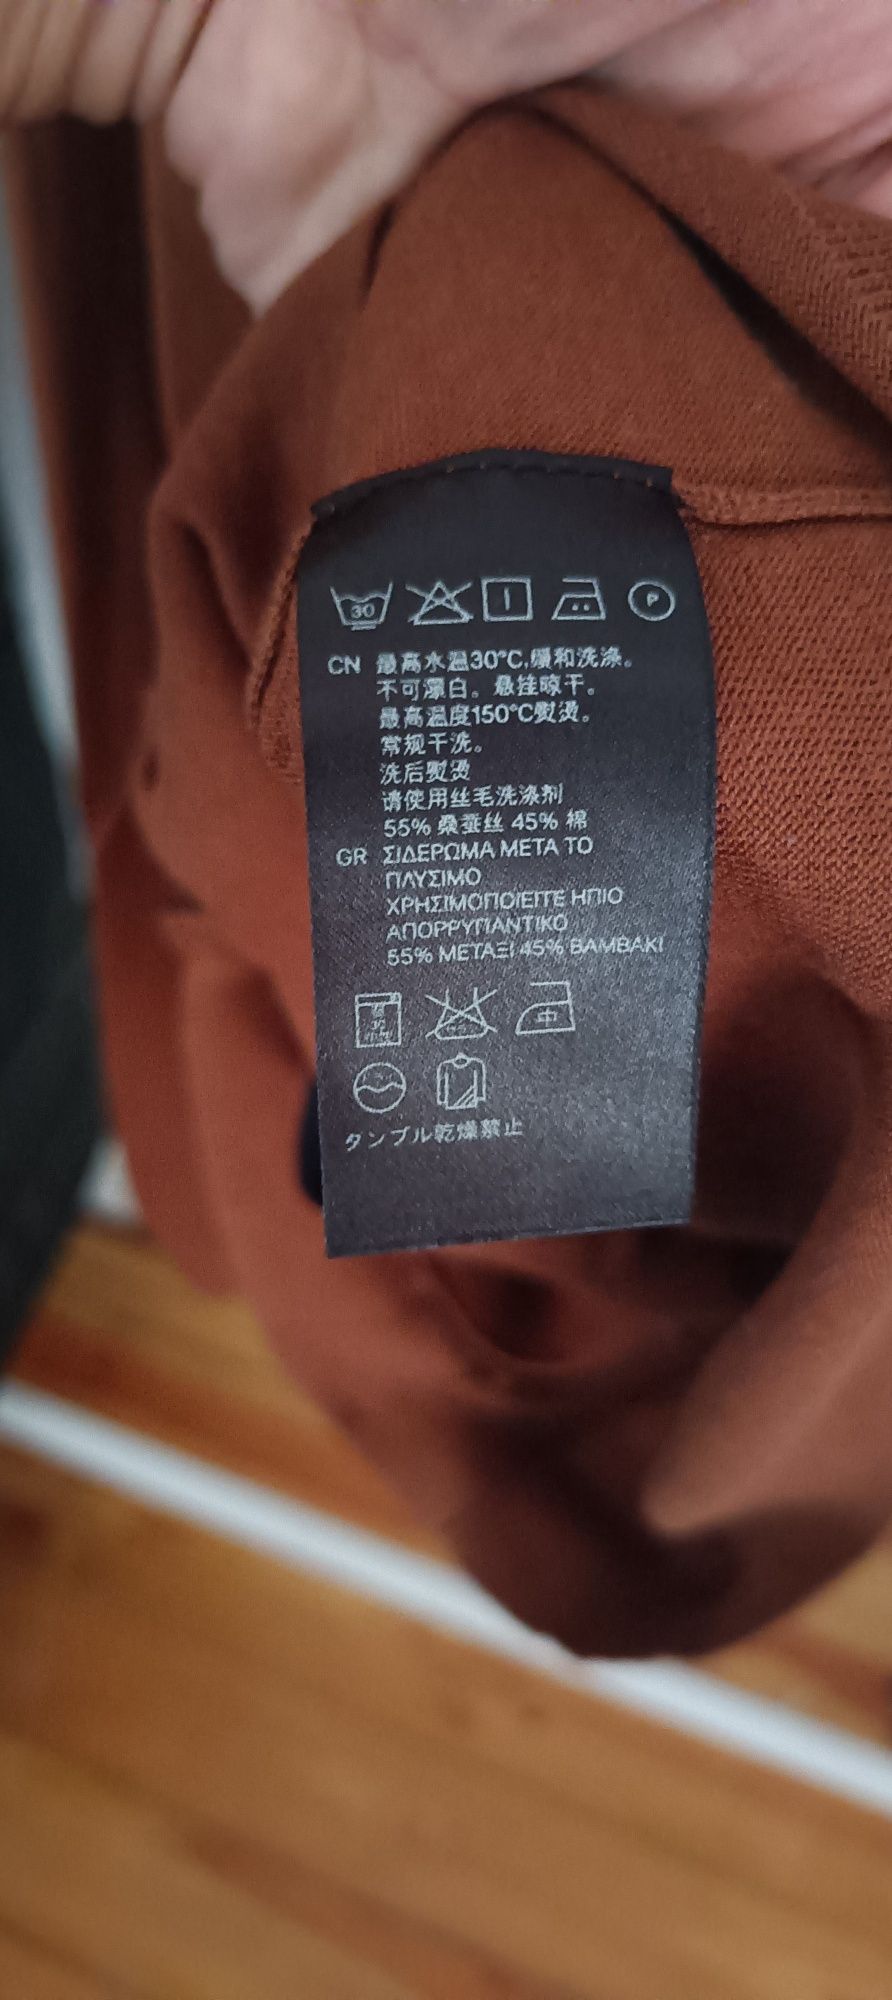 30 P
CN 最高水温30°C,缓和洗涤。
不可漂白。悬挂晾干。
最高温度150°C熨烫。
常规干洗。
洗后熨烫
请使用丝毛洗涤剂
55% 桑蚕丝 45% 棉
GR ΣΙΔΕΡΩΜΑ ΜΕΤΑ ΤΟ
ΠΛΥΣΙΜΟ
ΧΡΗΣΙΜΟΠΟΙΕΙΤΕ ΗΠΙΟ
ΑΠΟΡΡΥΠΑΝΤΙΚΟ
55% ΜΕΤΑΞΙ 45% ΒΑΜΒΑΚΙ
中
タンブル乾燥禁止